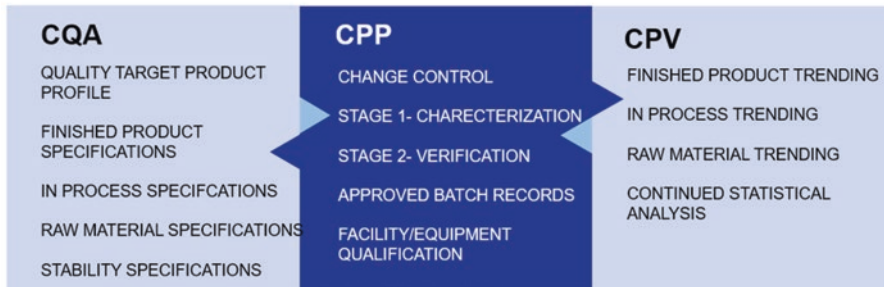 CQA
QUALITY TARGET PRODUCT
PROFILE
FINISHED PRODUCT
SPECIFICATIONS
IN PROCESS SPECIFCATIONS
RAW MATERIAL SPECIFICATIONS
STABILITY SPECIFICATIONS
CPP
CHANGE CONTROL
STAGE 1- CHARECTERIZATION
STAGE 2- VERIFICATION
APPROVED BATCH RECORDS
FACILITY/EQUIPMENT
QUALIFICATION
CPV
FINISHED PRODUCT TRENDING
IN PROCESS TRENDING
RAW MATERIAL TRENDING
CONTINUED STATISTICAL
ANALYSIS